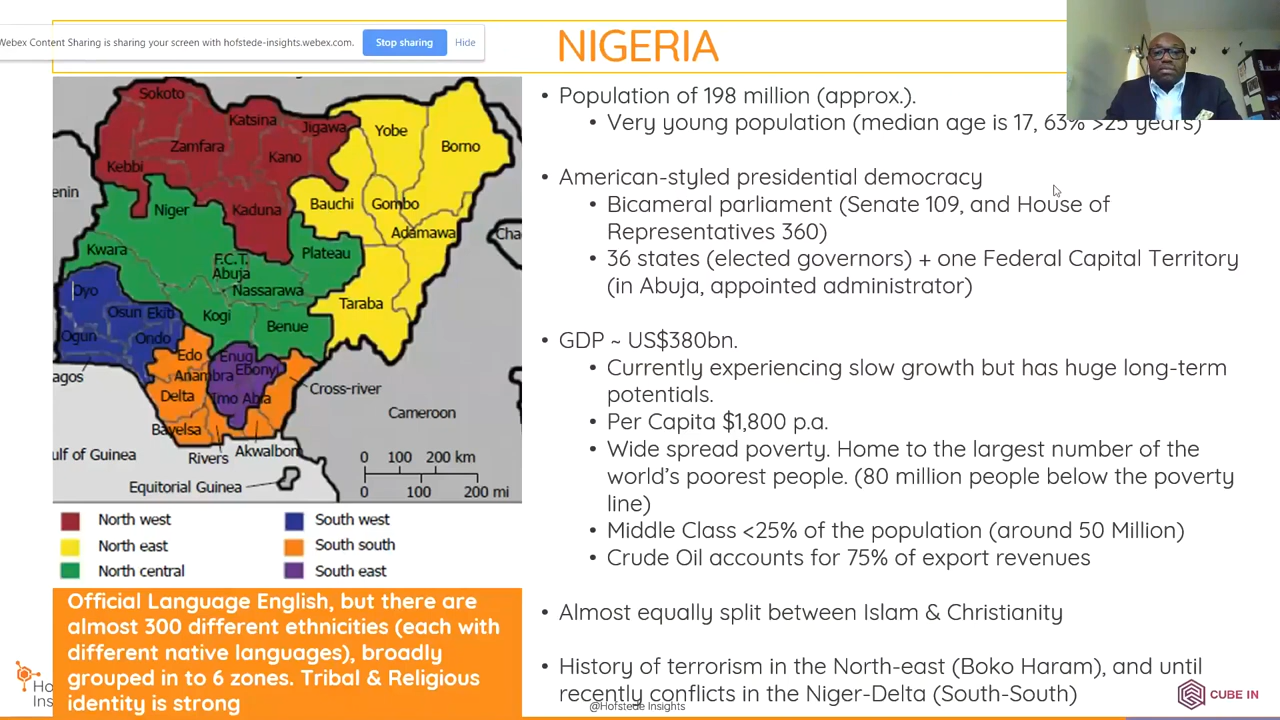 Webex Content Sharing is sharing your screen with hofstede-insights.webex.com.
Stop sharing
Hide
NIGERIA
Sokoto
Katsina
Jigawa
Zamfara
Kano
Kebbi
Kaduna
Yobe
Borno
Bauchi
Gombo
Adamawa
Taraba
enin
Niger
Kwara
F.C.T.
Abuja
Plateau
Nassarawa
Kogi
Benue
Cha
Oyo
Osun
Ekiti
Ogun
Ondo
agos
Edo
Enug
Ebony
Anambra
Delta
Imo
Abia
Cross-river
Bayelsa
Rivers
Akwalbon
Cameroon
ulf of Guinea
Equitorial Guinea
0 100 200 km
0 100 200 mi
North west
North east
North central
South west
South south
South east
Official Language English, but there are
almost 300 different ethnicities (each with
different native languages), broadly
grouped in to 6 zones. Tribal & Religious
identity is strong
• Population of 198 million (approx.).
• Very young population (median age is 17, 63% >25 years)
• American-styled presidential democracy
• Bicameral parliament (Senate 109, and House of
Representatives 360)
• 36 states (elected governors) + one Federal Capital Territory
(in Abuja, appointed administrator)
• GDP ~ US$380bn.
• Currently experiencing slow growth but has huge long-term
potentials.
• Per Capita $1,800 p.a.
• Wide spread poverty. Home to the largest number of the
world's poorest people. (80 million people below the poverty
line)
• Middle Class <25% of the population (around 50 Million)
• Crude Oil accounts for 75% of export revenues
• Almost equally split between Islam & Christianity
• History of terrorism in the North-east (Boko Haram), and until
recently conflicts in the Niger-Delta (South-South)
Ho
Ins
@Hofstede Insights
CUBE IN